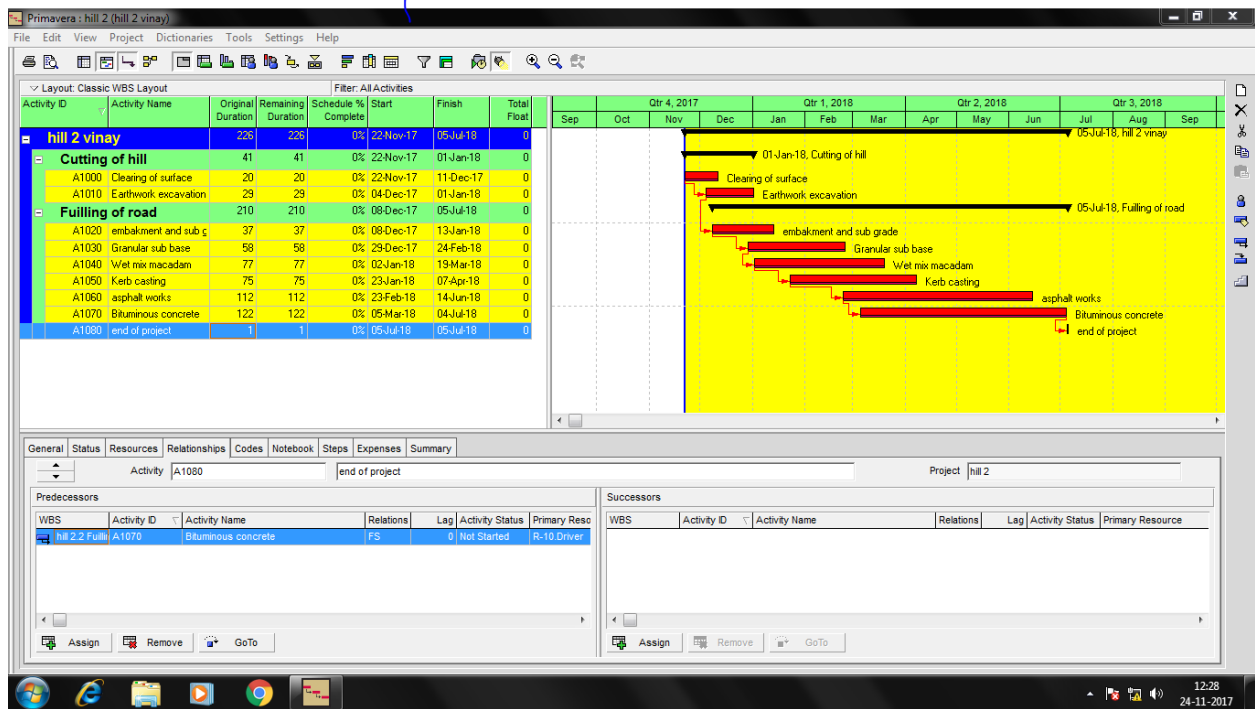 Primavera : hill 2 (hill 2 vinay)
File Edit View Project Dictionaries Tools Settings Help
Layout: Classic WBS Layout Filter: All Activities
Activity ID Activity Name Original Duration Remaining Duration Schedule % Complete Start Finish Total Float
Qtr 4, 2017 Qtr 1, 2018 Qtr 2, 2018 Qtr 3, 2018
Sep Oct Nov Dec Jan Feb Mar Apr May Jun Jul Aug Sep
hill 2 vinay 226 226 0% 22-Nov-17 05-Jul-18 0 05-Jul-18, hill 2 vinay
Cutting of hill 41 41 0% 22-Nov-17 01-Jan-18 0 01-Jan-18, Cutting of hill
A1000 Clearing of surface 20 20 0% 22-Nov-17 11-Dec-17 0 Clearing of surface
A1010 Earthwork excavation 29 29 0% 04-Dec-17 01-Jan-18 0 Earthwork excavation
Fuilling of road 210 210 0% 08-Dec-17 05-Jul-18 0 05-Jul-18, Fuilling of road
A1020 embakment and sub g 37 37 0% 08-Dec-17 13-Jan-18 0 embakment and sub grade
A1030 Granular sub base 58 58 0% 29-Dec-17 24-Feb-18 0 Granular sub base
A1040 Wet mix macadam 77 77 0% 02-Jan-18 19-Mar-18 0 Wet mix macadam
A1050 Kerb casting 75 75 0% 23-Jan-18 07-Apr-18 0 Kerb casting
A1060 asphalt works 112 112 0% 23-Feb-18 14-Jun-18 0 asphalt works
A1070 Bituminous concrete 122 122 0% 05-Mar-18 04-Jul-18 0 Bituminous concrete
A1080 end of project 1 1 0% 05-Jul-18 05-Jul-18 0 end of project
General Status Resources Relationships Codes Notebook Steps Expenses Summary
Activity A1080 end of project Project hill 2
Predecessors Successors
WBS Activity ID Activity Name Relations Lag Activity Status Primary Reso WBS Activity ID Activity Name Relations Lag Activity Status Primary Resource
hill 2.2 Fuillin A1070 Bituminous concrete FS 0 Not Started R-10.Driver
Assign Remove GoTo Assign Remove GoTo
12:28
24-11-2017